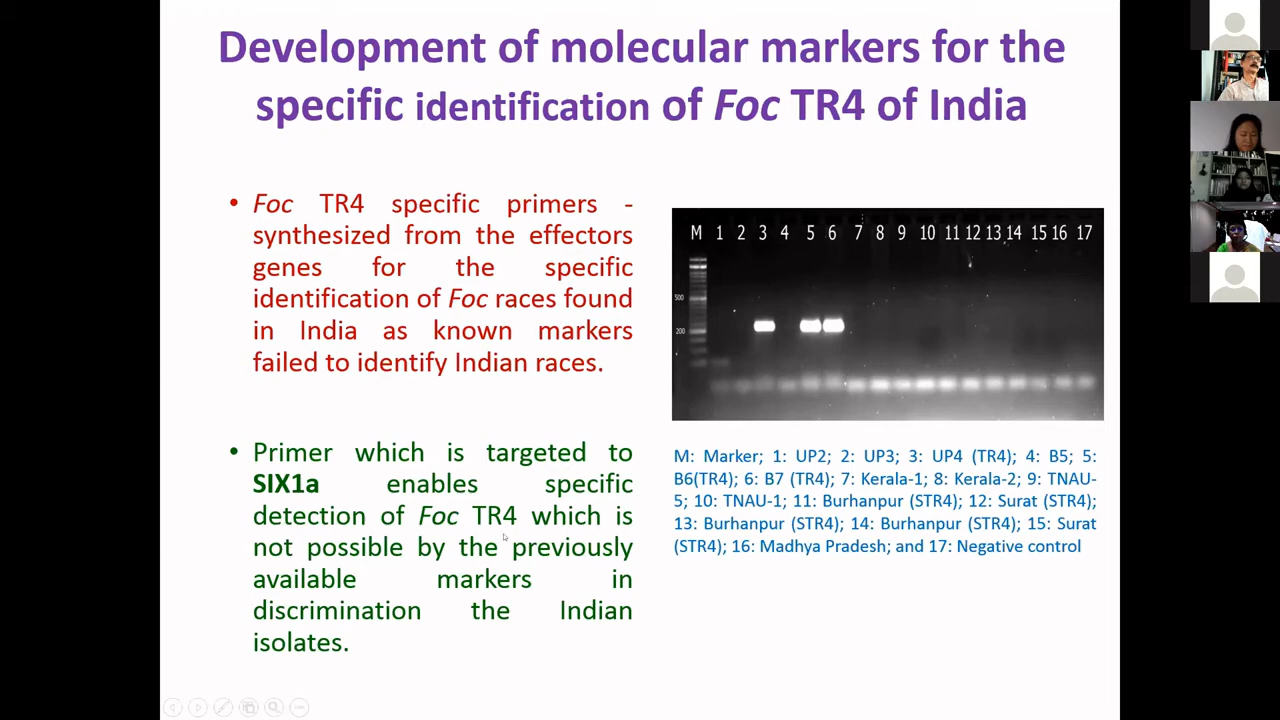 Development of molecular markers for the
specific identification of Foc TR4 of India
• Foc TR4 specific primers -
synthesized from the effectors
genes for the specific
identification of Foc races found
in India as known markers
failed to identify Indian races.
• Primer which is targeted to
SIX1a enables specific
detection of Foc TR4 which is
not possible by the previously
available markers in
discrimination the Indian
isolates.
M 1 2 3 4 5 6 7 8 9 10 11 12 13 14 15 16 17
500
200
M: Marker; 1: UP2; 2: UP3; 3: UP4 (TR4); 4: B5; 5:
B6(TR4); 6: B7 (TR4); 7: Kerala-1; 8: Kerala-2; 9: TNAU-
5; 10: TNAU-1; 11: Burhanpur (STR4); 12: Surat (STR4);
13: Burhanpur (STR4); 14: Burhanpur (STR4); 15: Surat
(STR4); 16: Madhya Pradesh; and 17: Negative control